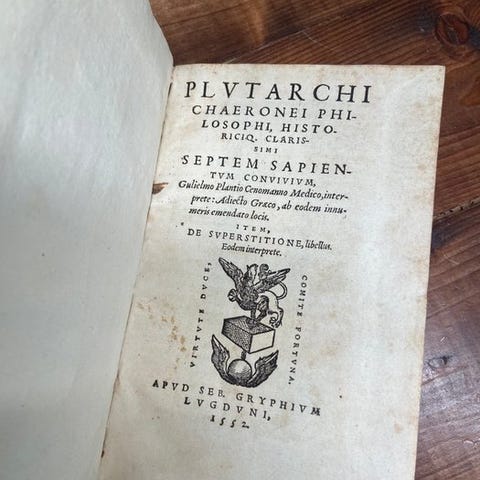 PLVTARCHI
CHAERONEI PHI-
LOSOPHI, HISTO-
RICIQ. CLARIS-
SIMI
SEPTEM SAPIEN-
TVM CONVIVIVM,
Gulielmo Plantio Cenomanno Medico, inter-
prete: Adiecto Græco, ab eodem innu-
meris emendato locis.
ITEM,
DE SVPERSTITIONE, libellus.
Eodem interprete.
VIRTVTE DVCE,
COMITE FORTVNA.
APVD SEB. GRYPHIVM
LVGDVNI,
1552.